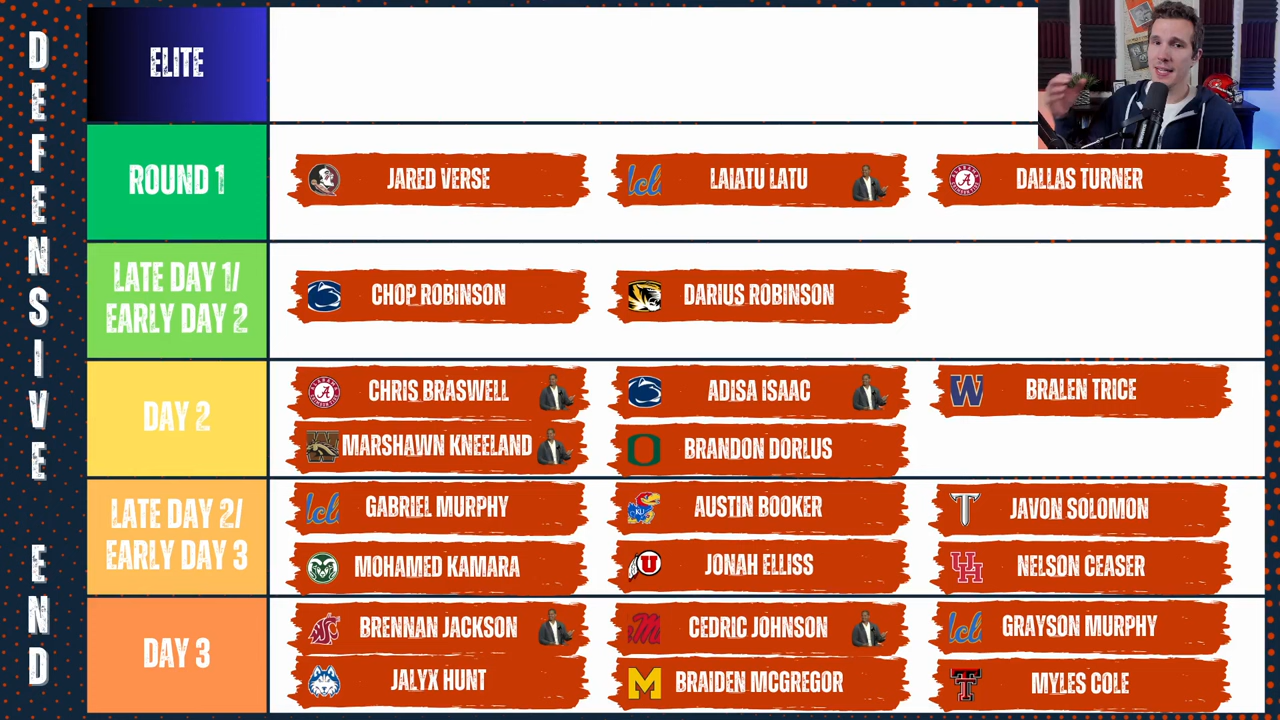 DEFENSIVE END
ELITE
ROUND 1
JARED VERSE
LAIATU LATU
DALLAS TURNER
LATE DAY 1/
EARLY DAY 2
CHOP ROBINSON
DARIUS ROBINSON
DAY 2
CHRIS BRASWELL
ADISA ISAAC
BRALEN TRICE
MARSHAWN KNEELAND
BRANDON DORLUS
LATE DAY 2/
EARLY DAY 3
GABRIEL MURPHY
AUSTIN BOOKER
JAVON SOLOMON
MOHAMED KAMARA
JONAH ELLISS
NELSON CEASER
DAY 3
BRENNAN JACKSON
CEDRIC JOHNSON
GRAYSON MURPHY
JALYX HUNT
BRAIDEN MCGREGOR
MYLES COLE